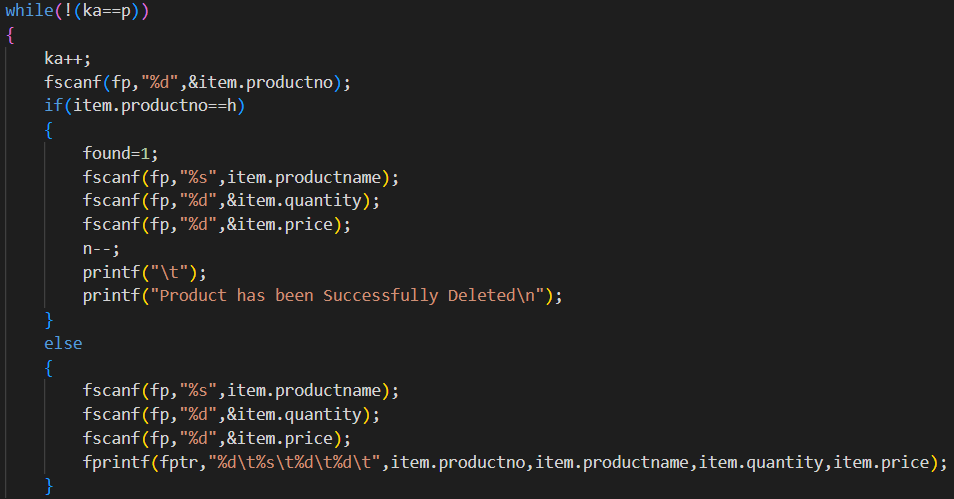 while(!(ka==p))
{
    ka++;
    fscanf(fp,"%d",&item.productno);
    if(item.productno==h)
    {
        found=1;
        fscanf(fp,"%s",item.productname);
        fscanf(fp,"%d",&item.quantity);
        fscanf(fp,"%d",&item.price);
        n--;
        printf("\t");
        printf("Product has been Successfully Deleted\n");
    }
    else
    {
        fscanf(fp,"%s",item.productname);
        fscanf(fp,"%d",&item.quantity);
        fscanf(fp,"%d",&item.price);
        fprintf(fptr,"%d\t%s\t%d\t%d\t",item.productno,item.productname,item.quantity,item.price);
    }